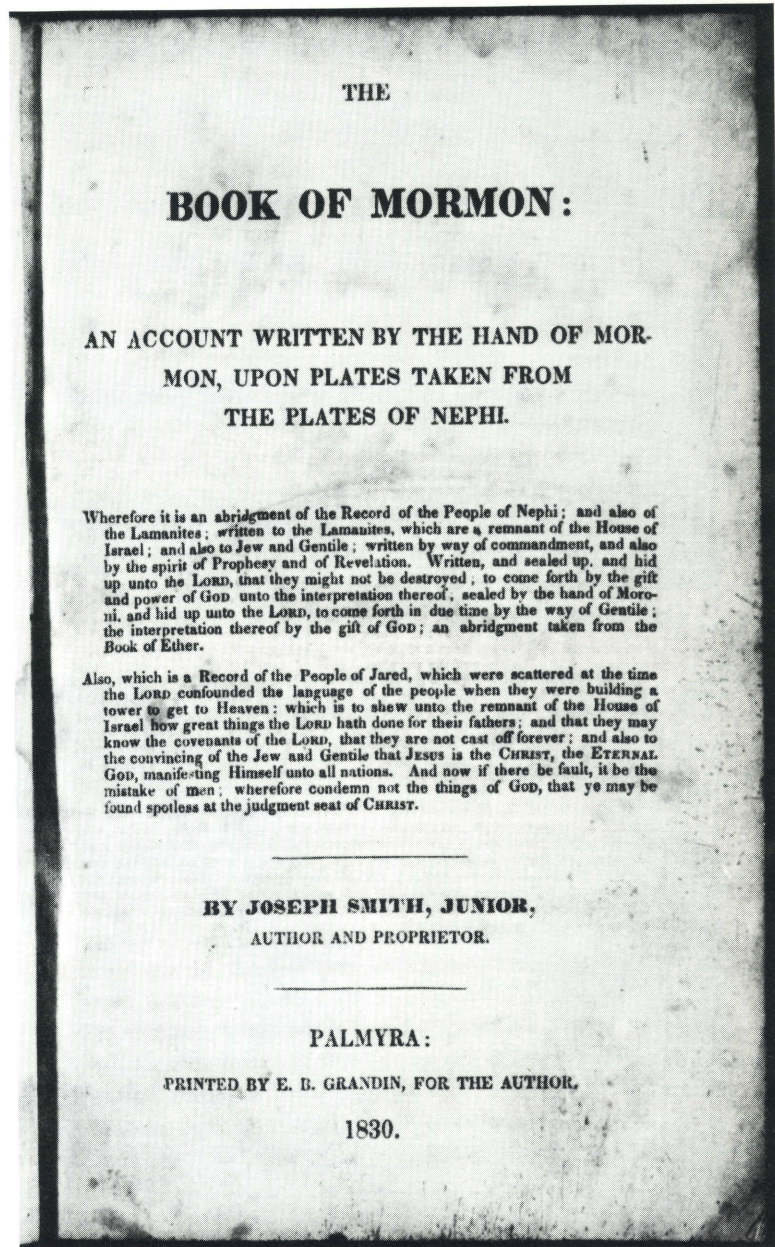 THE
BOOK OF MORMON:
AN ACCOUNT WRITTEN BY THE HAND OF MOR-
MON, UPON PLATES TAKEN FROM
THE PLATES OF NEPHI.
Wherefore it is an abridgment of the Record of the People of Nephi; and also of
the Lamanites; written to the Lamanites, which are a remnant of the House of
Israel; and also to Jew and Gentile; written by way of commandment, and also
by the spirit of Prophesy and of Revelation. Written, and sealed up, and hid
up unto the LORD, that they might not be destroyed; to come forth by the gift
and power of GOD unto the interpretation thereof; sealed by the hand of Moro-
ni, and hid up unto the LORD, to come forth in due time by the way of Gentile;
the interpretation thereof by the gift of GOD; an abridgment taken from the
Book of Ether.
Also, which is a Record of the People of Jared, which were scattered at the time
the LORD confounded the language of the people when they were building a
tower to get to Heaven: which is to shew unto the remnant of the House of
Israel how great things the LORD hath done for their fathers; and that they may
know the covenants of the LORD, that they are not cast off forever; and also to
the convincing of the Jew and Gentile that JESUS is the CHRIST, the ETERNAL
GOD, manifesting Himself unto all nations. And now if there be fault, it be the
mistake of men; wherefore condemn not the things of GOD, that ye may be
found spotless at the judgment seat of CHRIST.
BY JOSEPH SMITH, JUNIOR,
AUTHOR AND PROPRIETOR.
PALMYRA:
PRINTED BY E. B. GRANDIN, FOR THE AUTHOR.
1830.